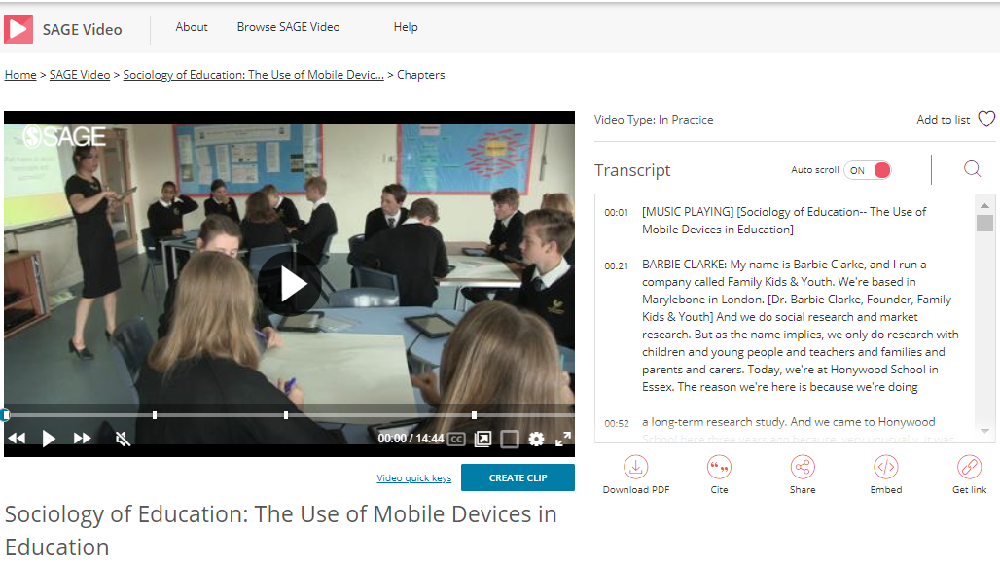 SAGE Video
About
Browse SAGE Video
Help
Home > SAGE Video > Sociology of Education: The Use of Mobile Devic... > Chapters
SAGE
00:00 / 14:44
CC
Video quick keys
CREATE CLIP
Sociology of Education: The Use of Mobile Devices in
Education
Video Type: In Practice
Add to list
Transcript
Auto scroll
ON
00:01
[MUSIC PLAYING] [Sociology of Education-- The Use of
Mobile Devices in Education]
00:21
BARBIE CLARKE: My name is Barbie Clarke, and I run a
company called Family Kids & Youth. We're based in
Marylebone in London. [Dr. Barbie Clarke, Founder, Family
Kids & Youth] And we do social research and market
research. But as the name implies, we only do research with
children and young people and teachers and families and
parents and carers. Today, we're at Honywood School in
Essex. The reason we're here is because we're doing
00:52
a long-term research study. And we came to Honywood
School here three years ago because, very unusually, it was
Download PDF
Cite
Share
Embed
Get link